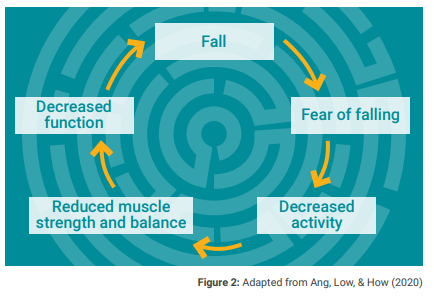 Fall
Fear of falling
Decreased
activity
Reduced muscle
strength and balance
Decreased
function
Figure 2: Adapted from Ang, Low, & How (2020)